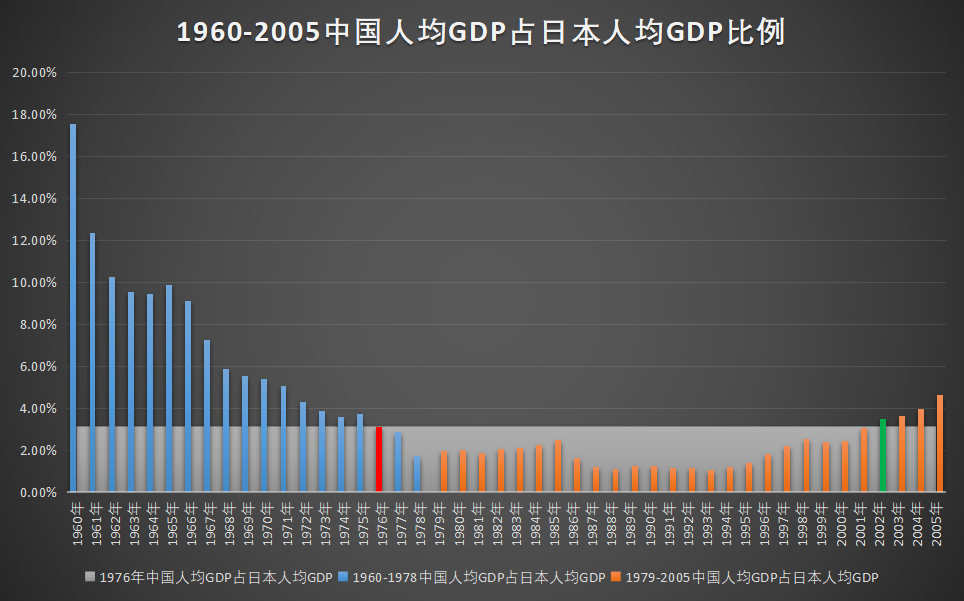 1960-2005中国人均GDP占日本人均GDP比例
20.00%
18.00%
16.00%
14.00%
12.00%
10.00%
8.00%
6.00%
4.00%
2.00%
0.00%
1960年
1961年
1962年
1963年
1964年
1965年
1966年
1967年
1968年
1969年
1970年
1971年
1972年
1973年
1974年
1975年
1976年
1977年
1978年
1979年
1980年
1981年
1982年
1983年
1984年
1985年
1986年
1987年
1988年
1989年
1990年
1991年
1992年
1993年
1994年
1995年
1996年
1997年
1998年
1999年
2000年
2001年
2002年
2003年
2004年
2005年
1976年中国人均GDP占日本人均GDP 1960-1978中国人均GDP占日本人均GDP 1979-2005中国人均GDP占日本人均GDP